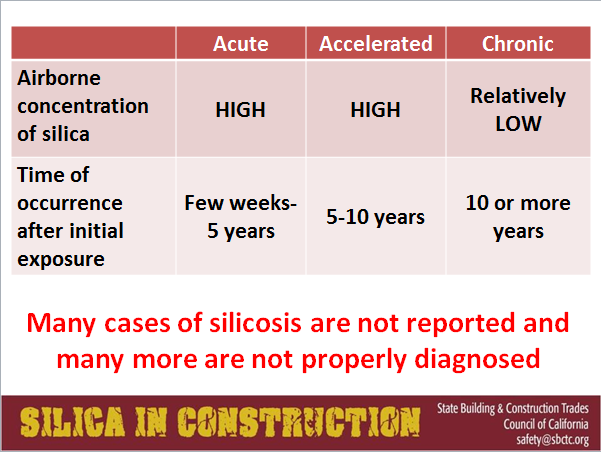 Acute Accelerated Chronic
Airborne
concentration
of silica
HIGH
HIGH
Relatively
LOW
Time of
occurrence
after initial
exposure
Few weeks-
5 years
5-10 years
10 or more
years
Many cases of silicosis are not reported and
many more are not properly diagnosed
SILICA IN CONSTRUCTION
State Building & Construction Trades
Council of California
safety@sbctc.org